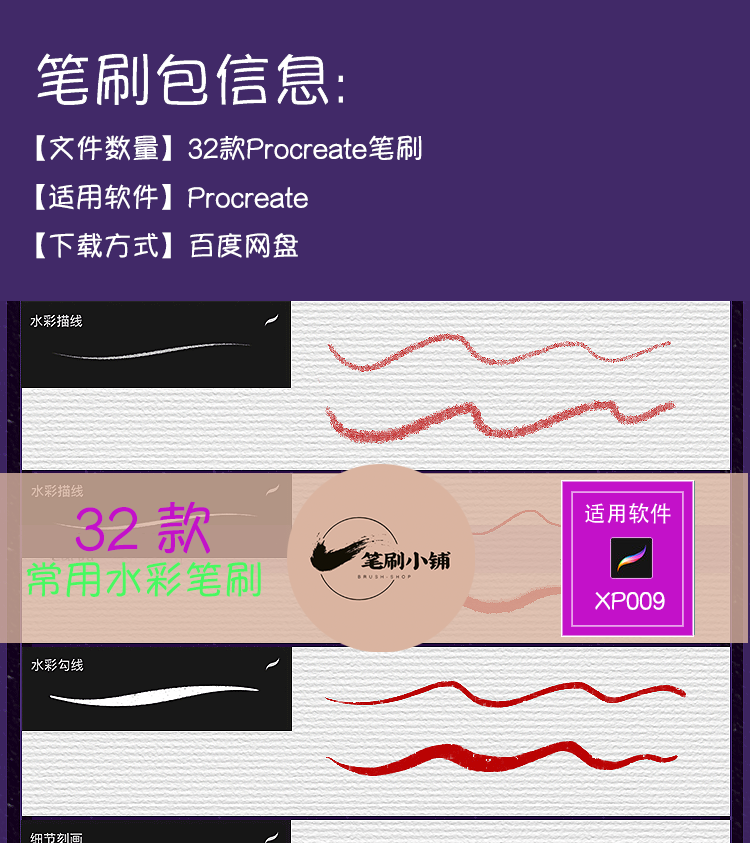 笔刷包信息:
【文件数量】32款Procreate笔刷
【适用软件】Procreate
【下载方式】百度网盘
水彩描线
水彩描线
32 款
常用水彩笔刷
笔刷小铺
BRUSH-SHOP
适用软件
XP009
水彩勾线
细节刻画